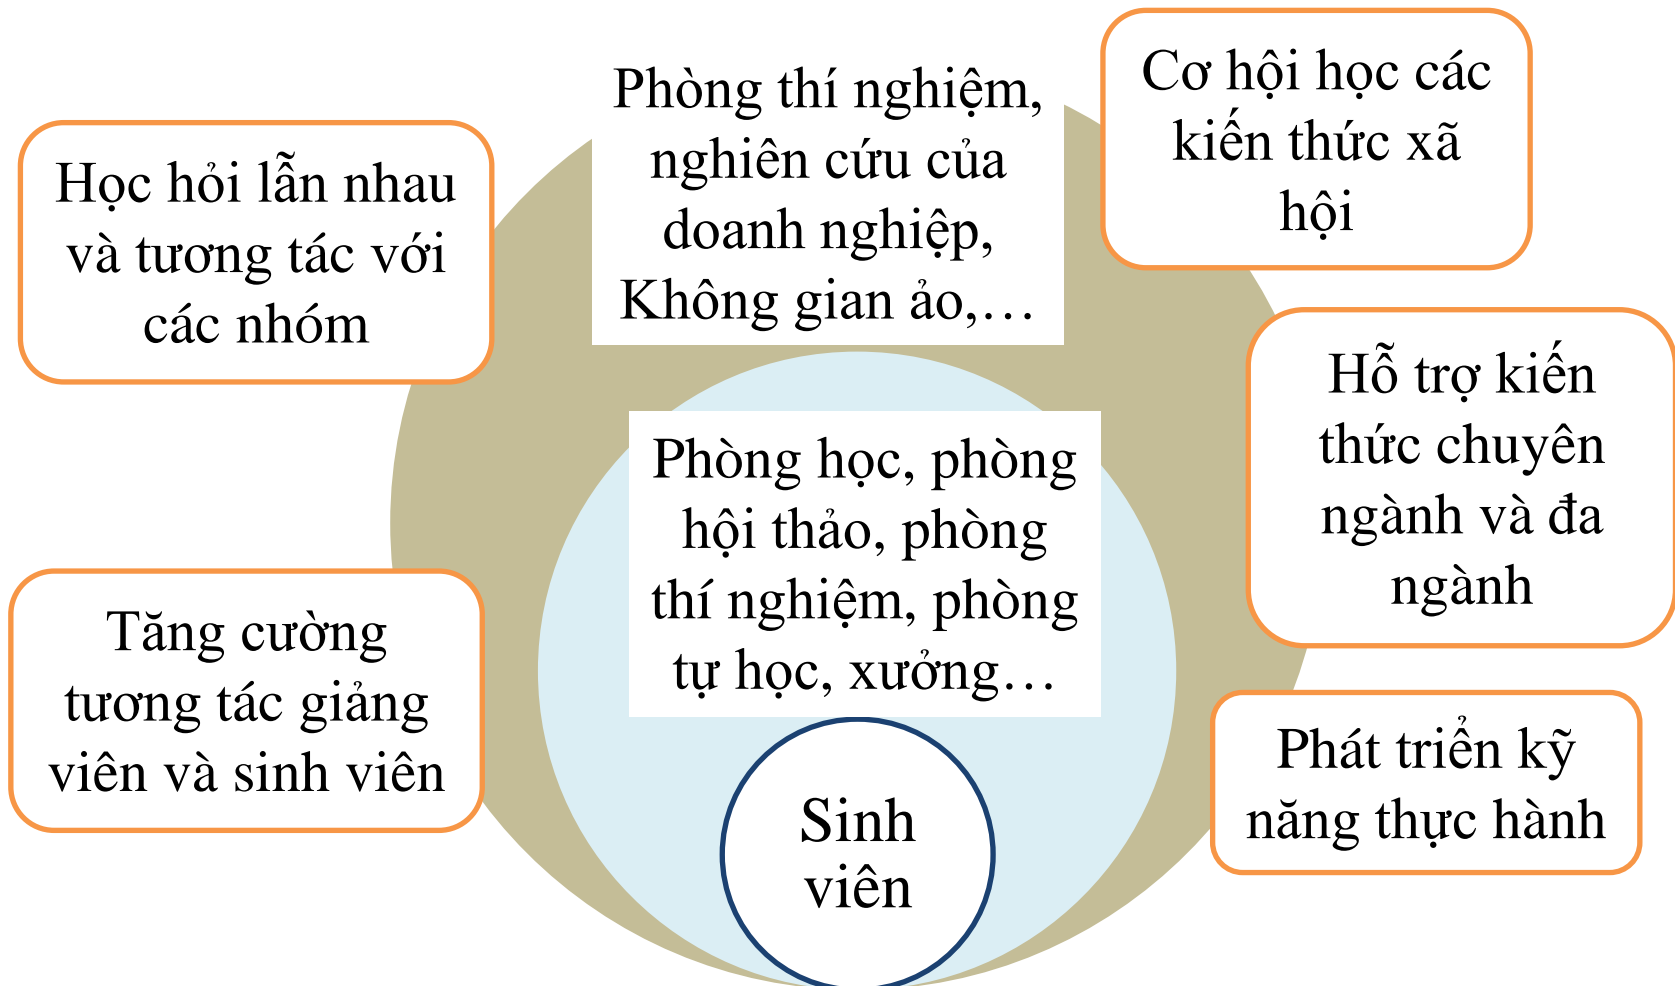 Phòng thí nghiệm,
nghiên cứu của
doanh nghiệp,
Không gian ảo,…
Cơ hội học các
kiến thức xã
hội
Học hỏi lẫn nhau
và tương tác với
các nhóm
Hỗ trợ kiến
thức chuyên
ngành và đa
ngành
Phòng học, phòng
hội thảo, phòng
thí nghiệm, phòng
tự học, xưởng…
Tăng cường
tương tác giảng
viên và sinh viên
Phát triển kỹ
năng thực hành
Sinh
viên